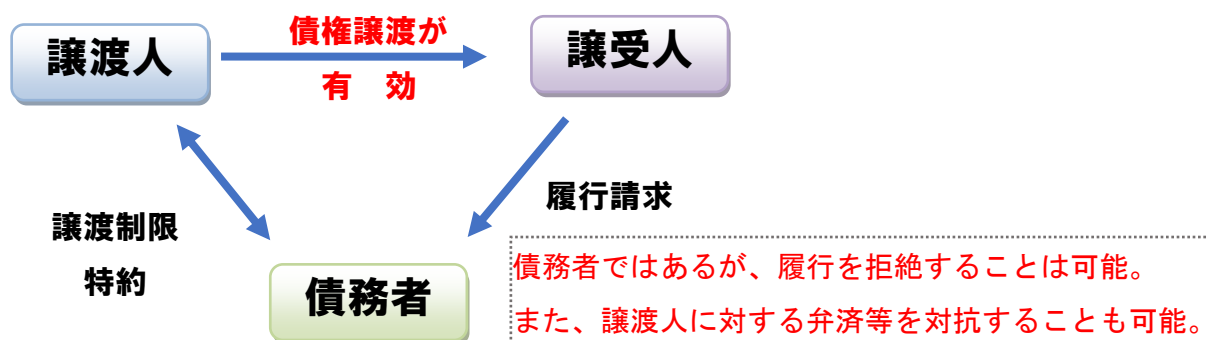 譲渡人
債権譲渡が
有　効
譲受人
譲渡制限
特約
履行請求
債務者
債務者ではあるが、履行を拒絶することは可能。
また、譲渡人に対する弁済等を対抗することも可能。